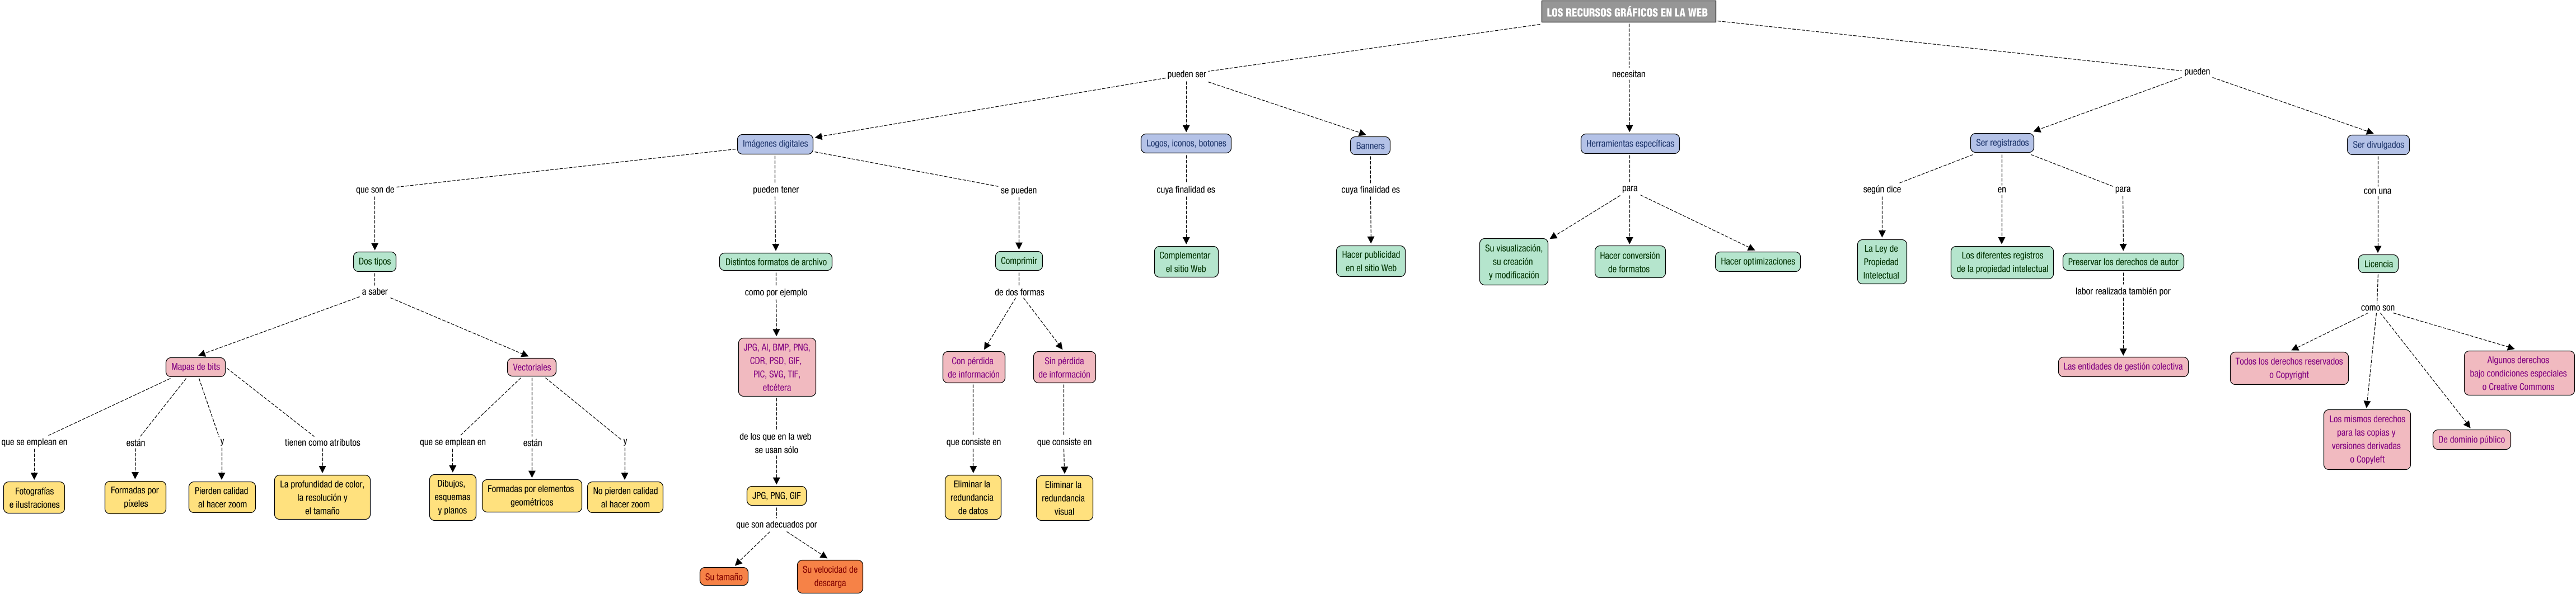 LOS RECURSOS GRÁFICOS EN LA WEB
pueden ser
necesitan
pueden
Imágenes digitales
Logos, iconos, botones
Banners
Herramientas específicas
Ser registrados
Ser divulgados
que son de
pueden tener
se pueden
cuya finalidad es
cuya finalidad es
para
según dice
en
para
con una
Dos tipos
Distintos formatos de archivo
Comprimir
Complementar
el sitio Web
Hacer publicidad
en el sitio Web
Su visualización,
su creación
y modificación
Hacer conversión
de formatos
Hacer optimizaciones
La Ley de
Propiedad
Intelectual
Los diferentes registros
de la propiedad intelectual
Preservar los derechos de autor
Licencia
a saber
como por ejemplo
de dos formas
labor realizada también por
como son
Mapas de bits
Vectoriales
JPG, AI, BMP, PNG,
CDR, PSD, GIF,
PIC, SVG, TIF,
etcétera
Con pérdida
de información
Sin pérdida
de información
Las entidades de gestión colectiva
Todos los derechos reservados
o Copyright
Algunos derechos
bajo condiciones especiales
o Creative Commons
Los mismos derechos
para las copias y
versiones derivadas
o Copyleft
De dominio público
que se emplean en
están
y
tienen como atributos
que se emplean en
están
y
de los que en la web
se usan sólo
que consiste en
que consiste en
Fotografías
e ilustraciones
Formadas por
píxeles
Pierden calidad
al hacer zoom
La profundidad de color,
la resolución y
el tamaño
Dibujos,
esquemas
y planos
Formadas por elementos
geométricos
No pierden calidad
al hacer zoom
JPG, PNG, GIF
Eliminar la
redundancia
de datos
Eliminar la
redundancia
visual
que son adecuados por
Su tamaño
Su velocidad de
descarga